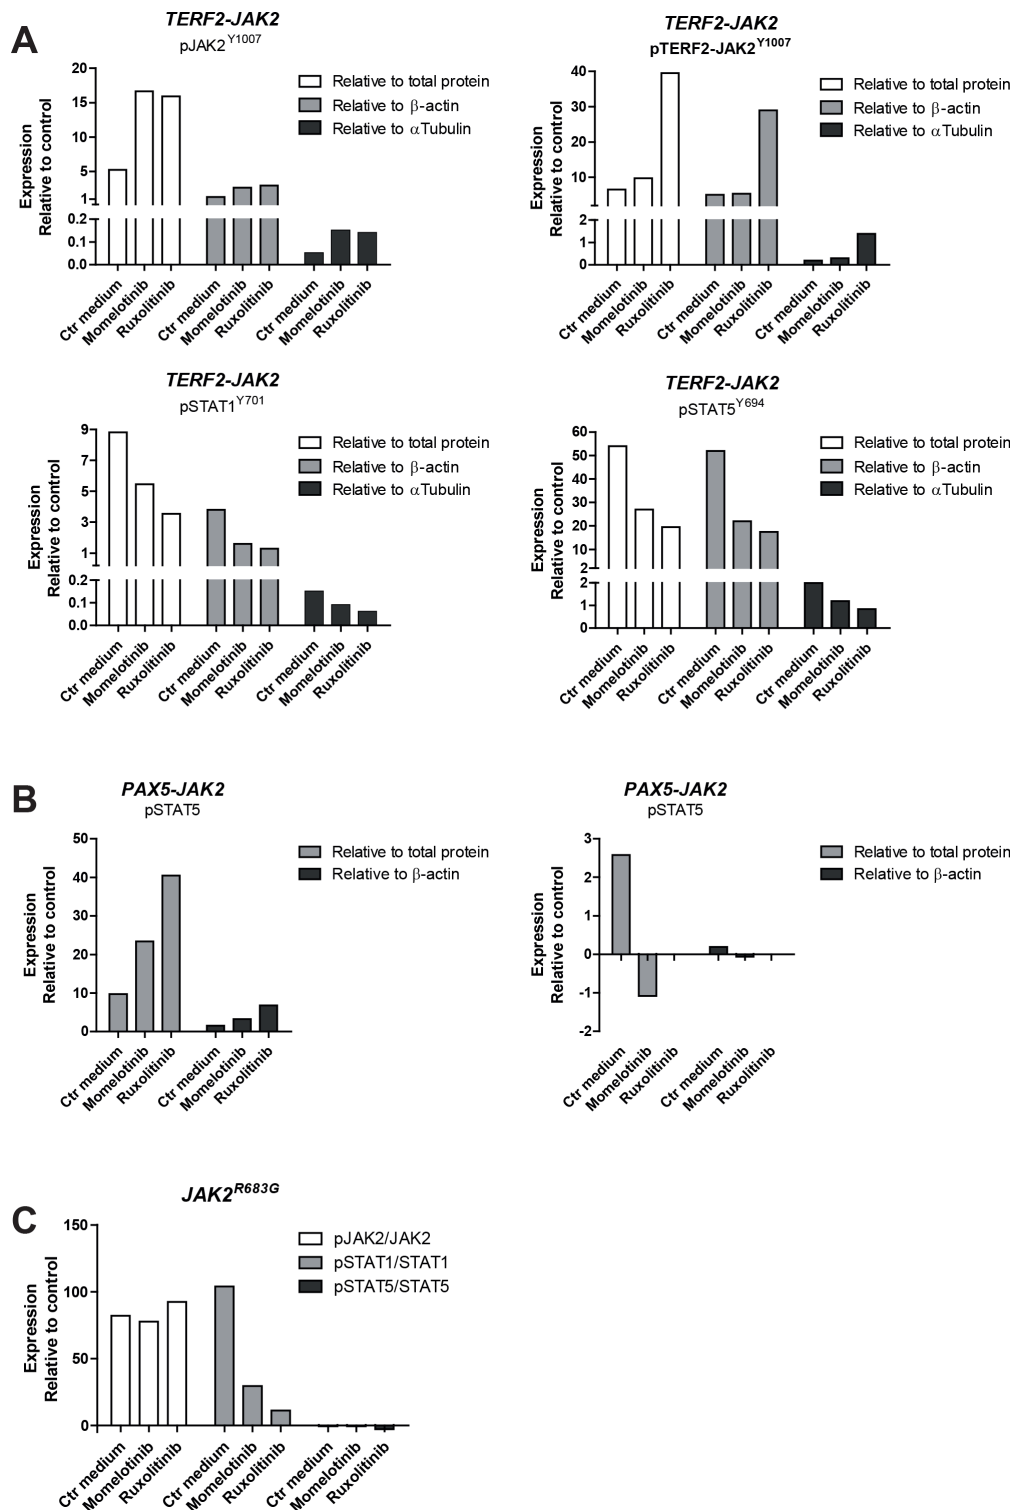 A
TERF2-JAK2
pJAK2 Y1007
Expression
Relative to control
20
15
10
5
1
0.2
0.1
0.0
Relative to total protein
Relative to β-actin
Relative to αTubulin
Ctr medium
Momelotinib
Ruxolitinib
Ctr medium
Momelotinib
Ruxolitinib
Ctr medium
Momelotinib
Ruxolitinib
TERF2-JAK2
pTERF2-JAK2 Y1007
Expression
Relative to control
40
30
20
10
2
1
0
Relative to total protein
Relative to β-actin
Relative to αTubulin
Ctr medium
Momelotinib
Ruxolitinib
Ctr medium
Momelotinib
Ruxolitinib
Ctr medium
Momelotinib
Ruxolitinib
TERF2-JAK2
pSTAT1 Y701
Expression
Relative to control
9
7
5
3
1
0.2
0.1
0.0
Relative to total protein
Relative to β-actin
Relative to αTubulin
Ctr medium
Momelotinib
Ruxolitinib
Ctr medium
Momelotinib
Ruxolitinib
Ctr medium
Momelotinib
Ruxolitinib
TERF2-JAK2
pSTAT5 Y694
Expression
Relative to control
60
50
40
30
20
10
2
2
1
0
Relative to total protein
Relative to β-actin
Relative to αTubulin
Ctr medium
Momelotinib
Ruxolitinib
Ctr medium
Momelotinib
Ruxolitinib
Ctr medium
Momelotinib
Ruxolitinib
B
PAX5-JAK2
pSTAT5
Expression
Relative to control
50
40
30
20
10
0
Relative to total protein
Relative to β-actin
Ctr medium
Momelotinib
Ruxolitinib
Ctr medium
Momelotinib
Ruxolitinib
PAX5-JAK2
pSTAT5
Expression
Relative to control
3
2
1
0
-1
-2
Relative to total protein
Relative to β-actin
Ctr medium
Momelotinib
Ruxolitinib
Ctr medium
Momelotinib
Ruxolitinib
C
JAK2 R683G
Expression
Relative to control
150
100
50
0
pJAK2/JAK2
pSTAT1/STAT1
pSTAT5/STAT5
Ctr medium
Momelotinib
Ruxolitinib
Ctr medium
Momelotinib
Ruxolitinib
Ctr medium
Momelotinib
Ruxolitinib